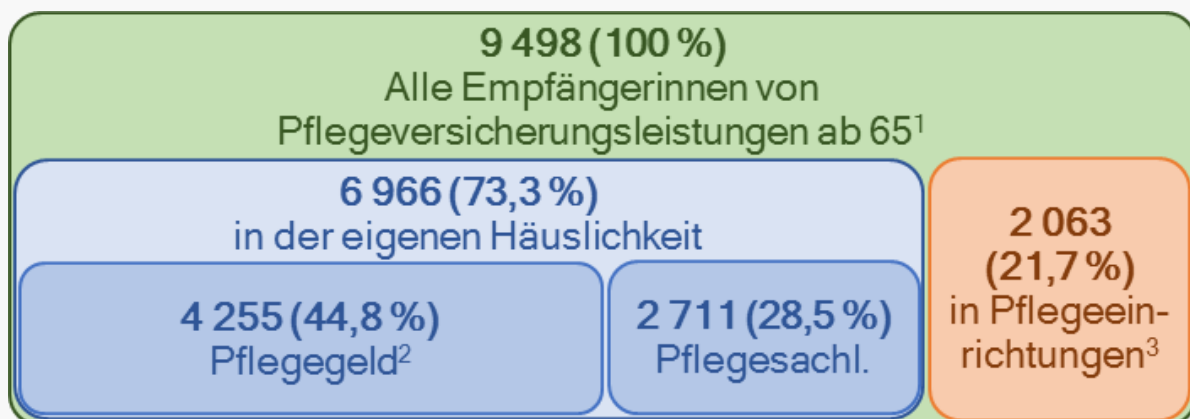 9 498 (100 %)
Alle Empfängerinnen von
Pflegeversicherungsleistungen ab 65¹
6 966 (73,3 %)
in der eigenen Häuslichkeit
4 255 (44,8 %)
Pflegegeld²
2 711 (28,5 %)
Pflegesachl.
2 063
(21,7 %)
in Pflegeein-
richtungen³